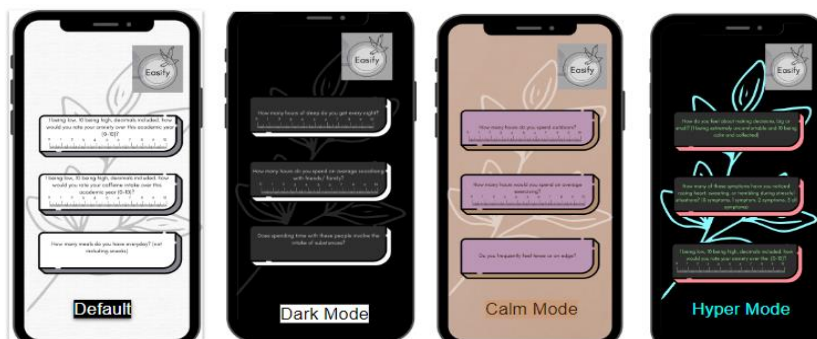 Easify
1 being low, 10 being high, decimals included, how
would you rate your anxiety over this academic year
(0-10)?
1 being low, 10 being high, decimals included, how
would you rate your caffeine intake over this
academic year (0-10)?
How many meals do you have everyday? (not
including snacks)
Default
Easify
How many hours of sleep do you get every night?
How many hours do you spend on average socializing
with friends/ family?
Does spending time with these people involve the
intake of substances?
Dark Mode
Easify
How many hours do you spend outdoors?
How many hours would you spend on average
exercising?
Do you frequently feel tense or on edge?
Calm Mode
Easify
How do you feel about making decisions, big or
small? (1 being extremely uncomfortable and 10 being
calm and collected)
How many of these symptoms have you noticed:
racing heart, sweating, or trembling during stressful
situations? (0 symptoms, 1 symptom, 2 symptoms, 3 all
symptoms)
1 being low, 10 being high, decimals included, how
would you rate your anxiety over the (0-10)?
Hyper Mode